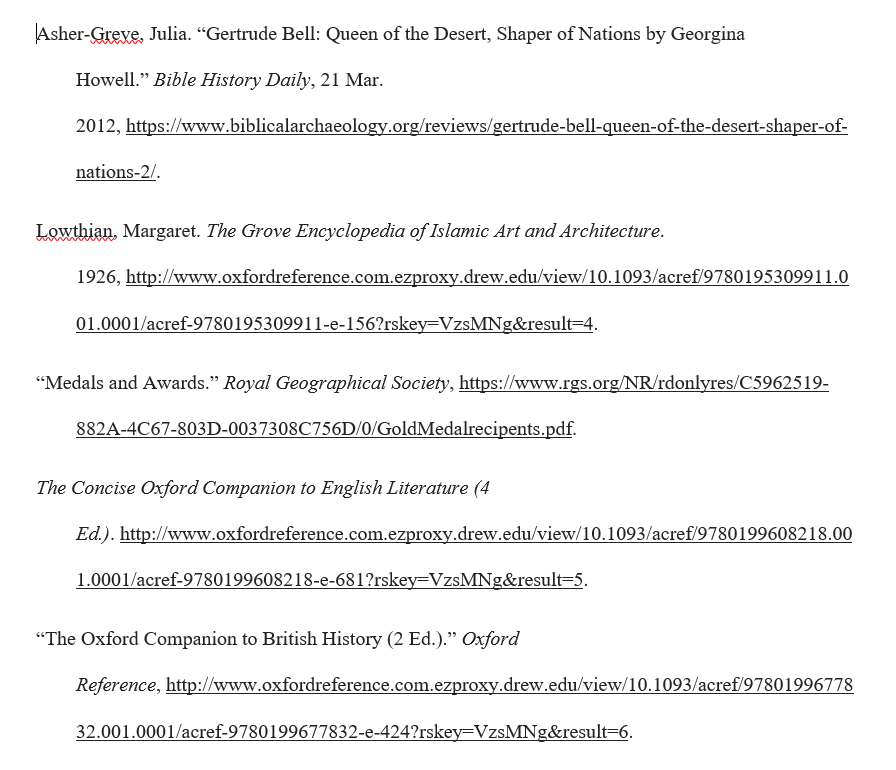 Asher-Greve, Julia. “Gertrude Bell: Queen of the Desert, Shaper of Nations by Georgina
Howell.” Bible History Daily, 21 Mar.
2012, https://www.biblicalarchaeology.org/reviews/gertrude-bell-queen-of-the-desert-shaper-of-
nations-2/.
Lowthian, Margaret. The Grove Encyclopedia of Islamic Art and Architecture.
1926, http://www.oxfordreference.com.ezproxy.drew.edu/view/10.1093/acref/9780195309911.0
01.0001/acref-9780195309911-e-156?rskey=VzsMNg&result=4.
“Medals and Awards.” Royal Geographical Society, https://www.rgs.org/NR/rdonlyres/C5962519-
882A-4C67-803D-0037308C756D/0/GoldMedalrecipents.pdf.
The Concise Oxford Companion to English Literature (4
Ed.). http://www.oxfordreference.com.ezproxy.drew.edu/view/10.1093/acref/9780199608218.00
1.0001/acref-9780199608218-e-681?rskey=VzsMNg&result=5.
“The Oxford Companion to British History (2 Ed.).” Oxford
Reference, http://www.oxfordreference.com.ezproxy.drew.edu/view/10.1093/acref/97801996778
32.001.0001/acref-9780199677832-e-424?rskey=VzsMNg&result=6.